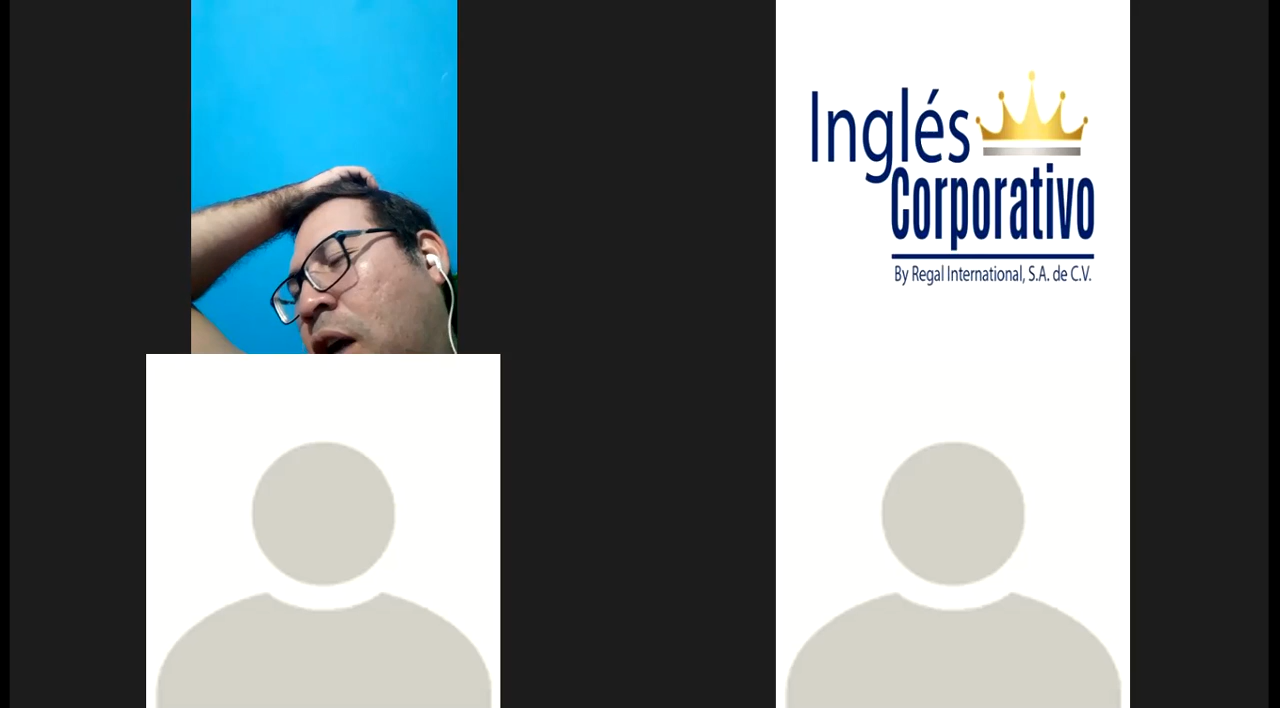 Inglés
Corporativo
By Regal International, S.A. de C.V.